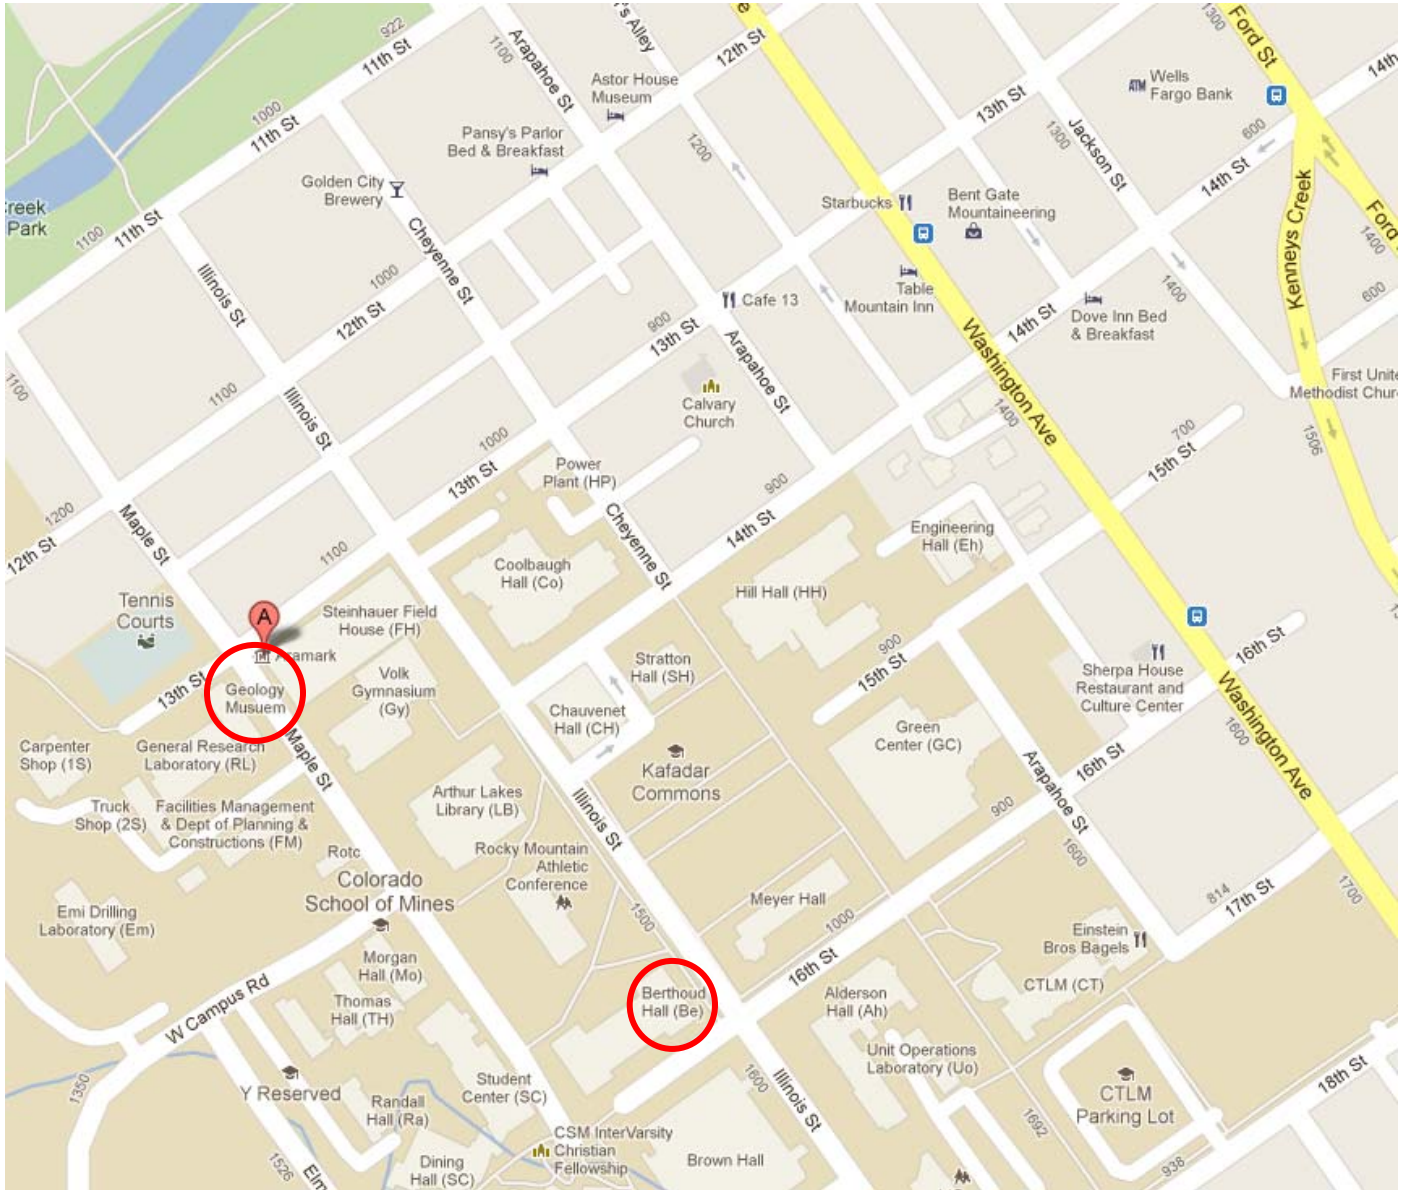 922
11th St
1100
Arapahoe St
's Alley
12th St
e
1300
Ford St
14th
Astor House
Museum
Wells
Fargo Bank
ATM
1000
11th St
Pansy's Parlor
Bed & Breakfast
1200
13th St
1300
Jackson St
600
14th St
Golden City
Brewery
Starbucks
Bent Gate
Mountaineering
reek
Park
1100
11th St
Cheyenne St
Kenneys Creek
Ford
1400
Illinois St
1000
12th St
Table
Mountain Inn
1400
600
Cafe 13
900
13th St
Arapahoe St
14th St
Dove Inn Bed
& Breakfast
Washington Ave
1400
1100
1100
Illinois St
Calvary
Church
First Unite
Methodist Chur
1506
1000
13th St
Power
Plant (HP)
900
14th St
700
15th St
1200
12th St
Maple St
1100
Cheyenne St
Engineering
Hall (Eh)
Coolbaugh
Hall (Co)
Hill Hall (HH)
Tennis
Courts
A
Steinhauer Field
House (FH)
Aramark
900
15th St
16th St
Stratton
Hall (SH)
Sherpa House
Restaurant and
Culture Center
13th St
Geology
Musuem
Volk
Gymnasium
(Gy)
Chauvenet
Hall (CH)
Green
Center (GC)
Washington Ave
1600
Carpenter
Shop (1S)
General Research
Laboratory (RL)
Maple St
Kafadar
Commons
Arapahoe St
16th St
900
1600
Truck
Shop (2S)
Facilities Management
& Dept of Planning &
Constructions (FM)
Arthur Lakes
Library (LB)
Illinois St
Rotc
Rocky Mountain
Athletic
Conference
Colorado
School of Mines
1500
Meyer Hall
1000
16th St
814
17th St
1700
Emi Drilling
Laboratory (Em)
Einstein
Bros Bagels
Morgan
Hall (Mo)
Thomas
Hall (TH)
W Campus Rd
Berthoud
Hall (Be)
Alderson
Hall (Ah)
CTLM (CT)
1350
Y Reserved
Student
Center (SC)
1600
Illinois St
Unit Operations
Laboratory (Uo)
1692
CTLM
Parking Lot
18th St
938
Randall
Hall (Ra)
1526
Elm
Dining
Hall (SC)
CSM InterVarsity
Christian
Fellowship
Brown Hall